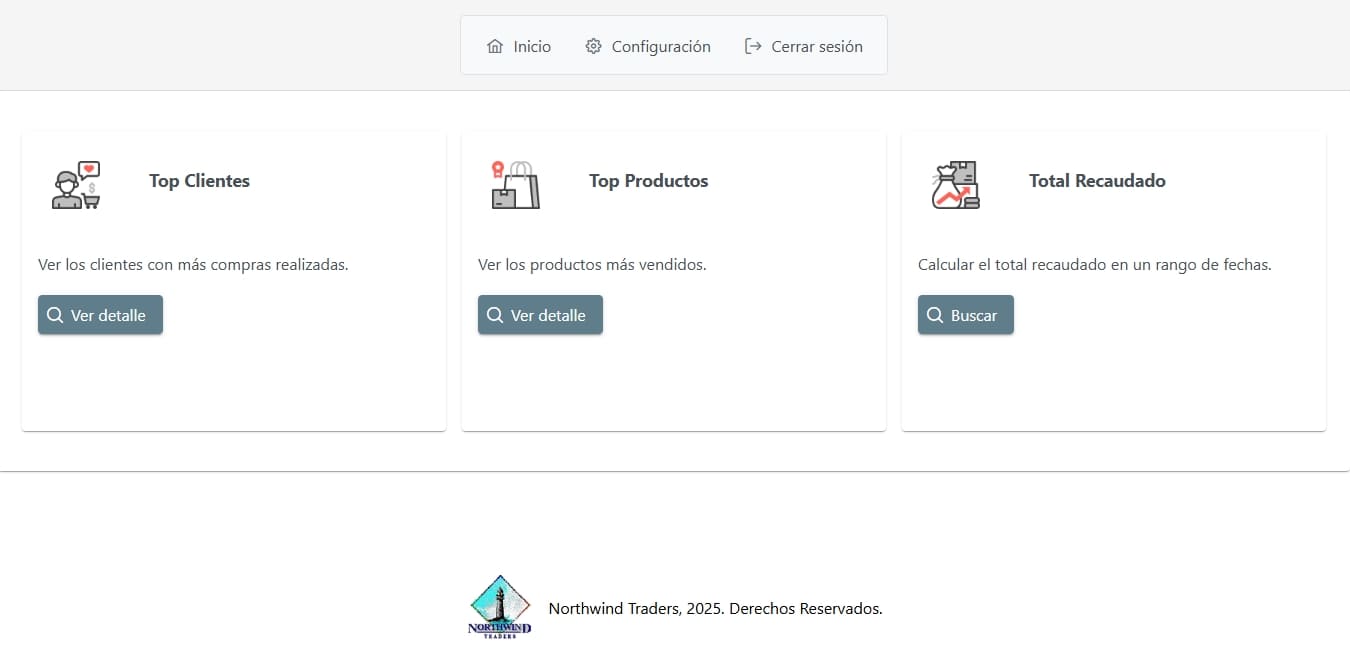 Inicio Configuración Cerrar sesión
Top Clientes
Ver los clientes con más compras realizadas.
Ver detalle
Top Productos
Ver los productos más vendidos.
Ver detalle
Total Recaudado
Calcular el total recaudado en un rango de fechas.
Buscar
NORTHWIND
TRADERS
Northwind Traders, 2025. Derechos Reservados.